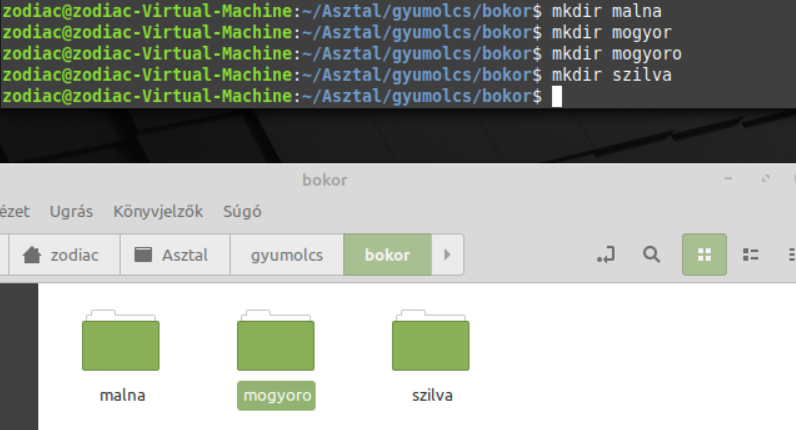 zodiac@zodiac-Virtual-Machine:~/Asztal/gyumolcs/bokor$ mkdir malna
zodiac@zodiac-Virtual-Machine:~/Asztal/gyumolcs/bokor$ mkdir mogyor
zodiac@zodiac-Virtual-Machine:~/Asztal/gyumolcs/bokor$ mkdir mogyoro
zodiac@zodiac-Virtual-Machine:~/Asztal/gyumolcs/bokor$ mkdir szilva
zodiac@zodiac-Virtual-Machine:~/Asztal/gyumolcs/bokor$
bokor
ézet Ugrás Könyvjelzők Súgó
zodiac Asztal gyumolcs bokor
malna mogyoro szilva